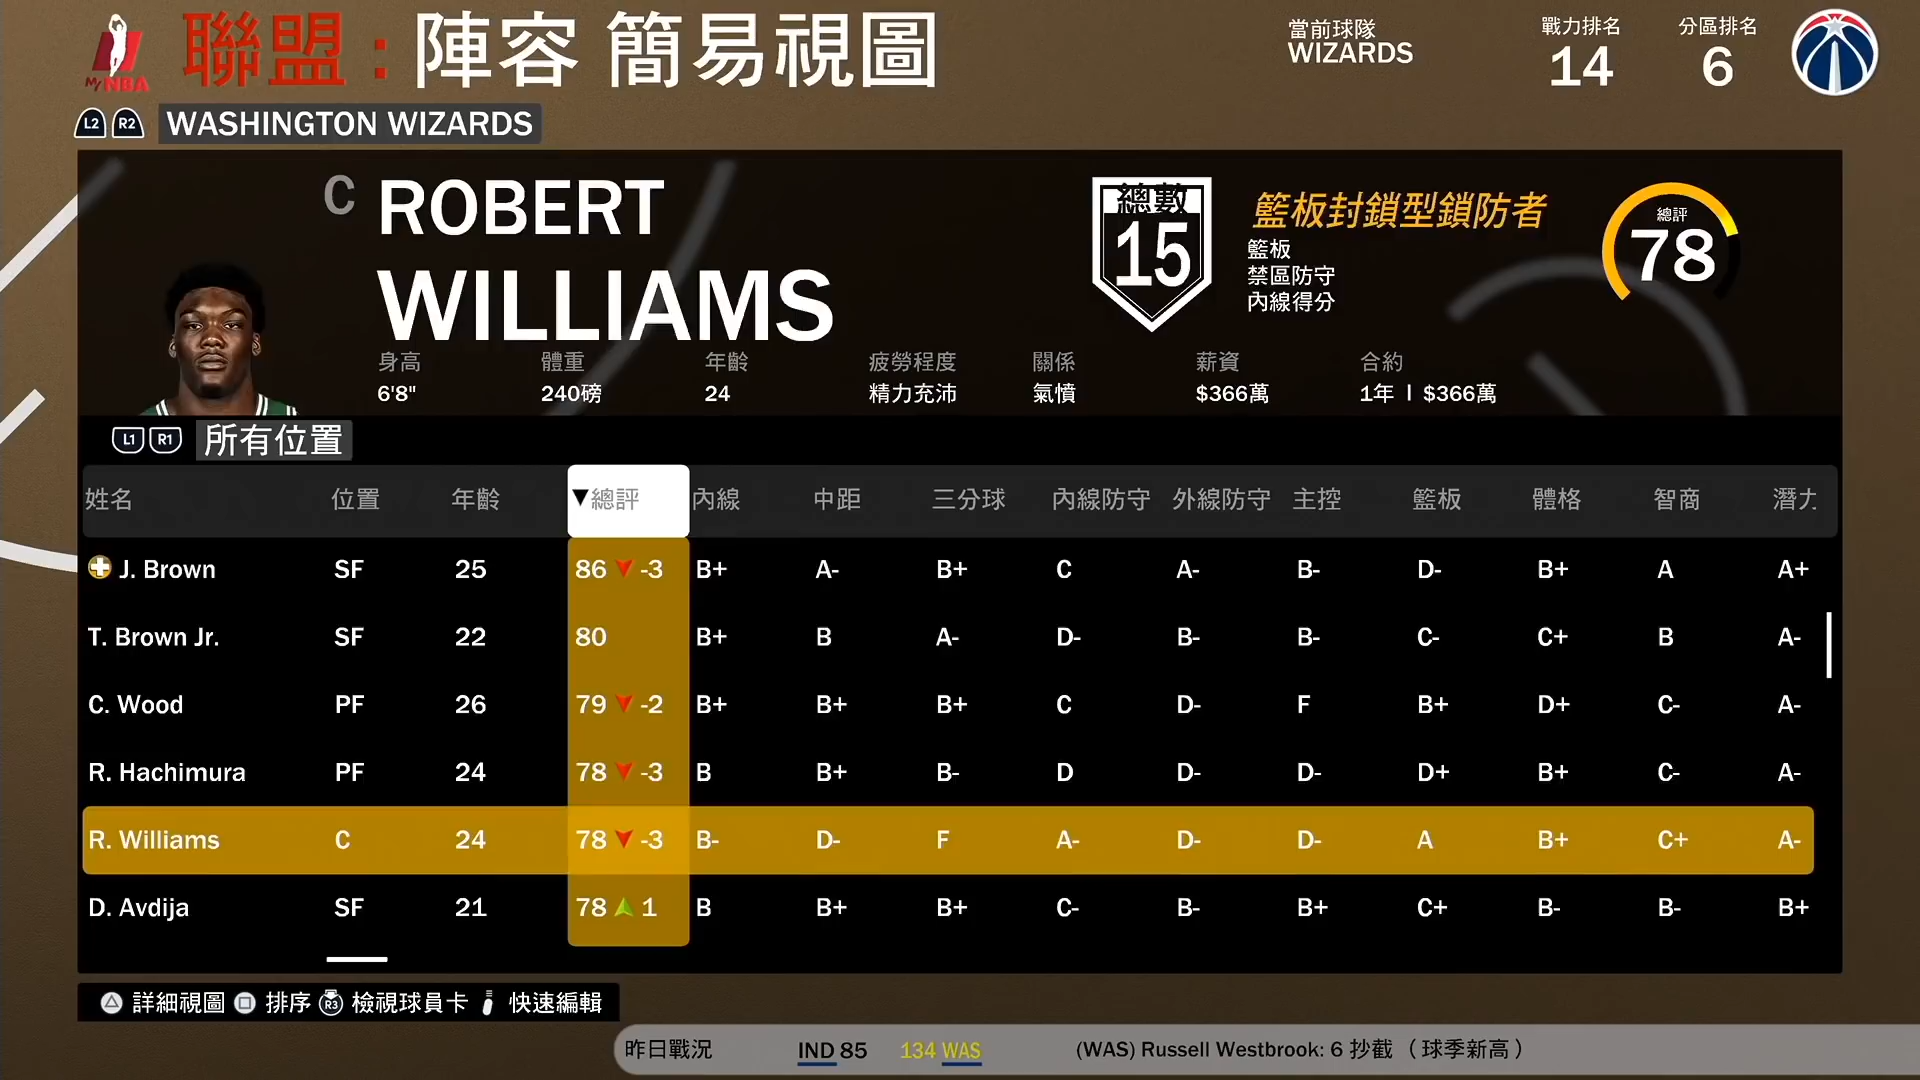 My NBA
聯盟：陣容 簡易視圖
當前球隊
WIZARDS
戰力排名
14
分區排名
6
L2 R2 WASHINGTON WIZARDS
C ROBERT
WILLIAMS
總數
15
籃板封鎖型鎖防者
籃板
禁區防守
內線得分
總評
78
身高 體重 年齡 疲勞程度 關係 薪資 合約
6'8" 240磅 24 精力充沛 氣憤 $366萬 1年 I $366萬
L1 R1 所有位置
姓名 位置 年齡 ▼總評 內線 中距 三分球 內線防守 外線防守 主控 籃板 體格 智商 潛力
J. Brown SF 25 86 -3 B+ A- B+ C A- B- D- B+ A A+
T. Brown Jr. SF 22 80 B+ B A- D- B- B- C- C+ B A-
C. Wood PF 26 79 -2 B+ B+ B+ C D- F B+ D+ C- A-
R. Hachimura PF 24 78 -3 B B+ B- D D- D- D+ B+ C- A-
R. Williams C 24 78 -3 B- D- F A- D- D- A B+ C+ A-
D. Avdija SF 21 78 1 B B+ B+ C- B- B+ C+ B- B- B+
詳細視圖 排序 R3 檢視球員卡 快速編輯
昨日戰況 IND 85 134 WAS (WAS) Russell Westbrook: 6 抄截 （球季新高）